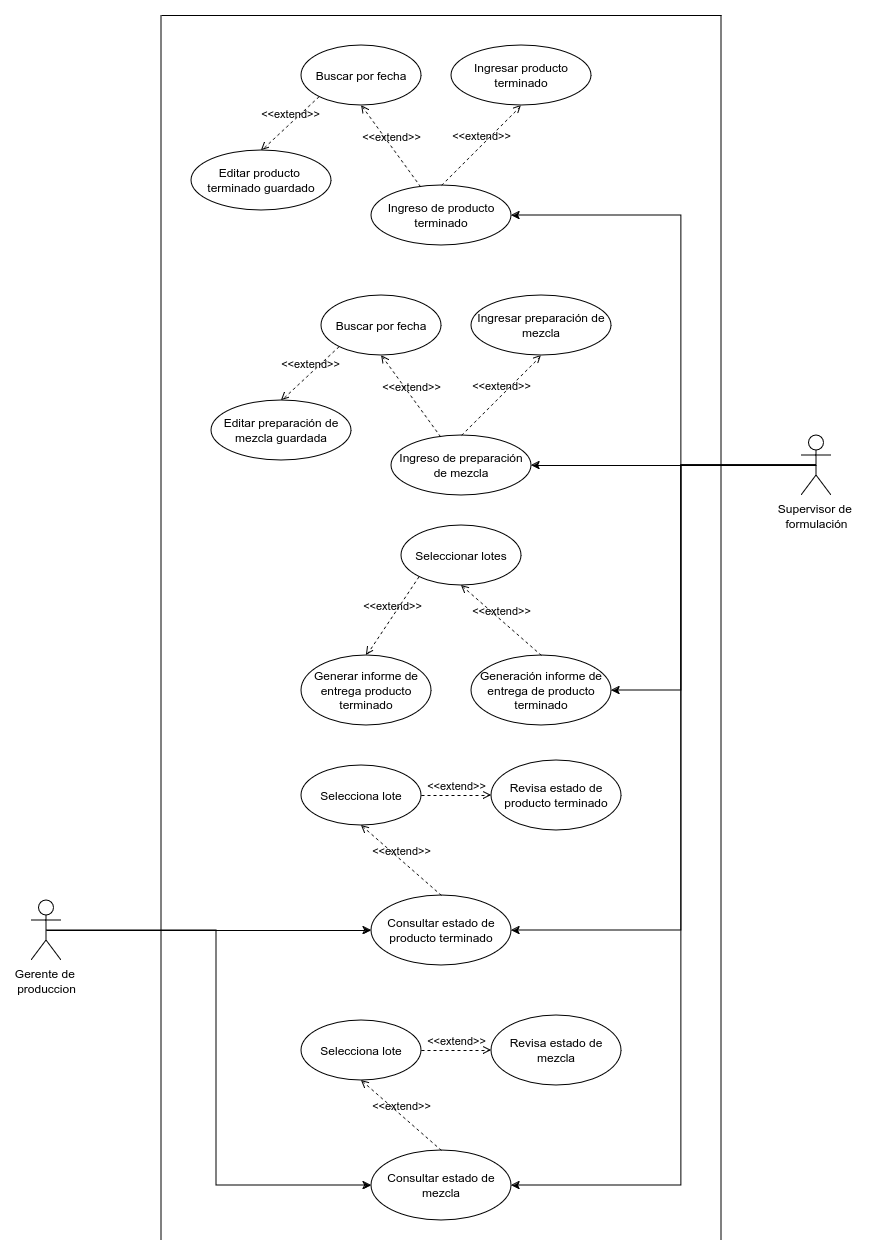 Buscar por fecha
Ingresar producto
terminado
<<extend>>
<<extend>>
<<extend>>
Editar producto
terminado guardado
Ingreso de producto
terminado
Buscar por fecha
Ingresar preparación de
mezcla
<<extend>>
<<extend>>
<<extend>>
Editar preparación de
mezcla guardada
Ingreso de preparación
de mezcla
Supervisor de
formulación
Seleccionar lotes
<<extend>>
<<extend>>
Generar informe de
entrega producto
terminado
Generación informe de
entrega de producto
terminado
Selecciona lote
<<extend>>
Revisa estado de
producto terminado
<<extend>>
Consultar estado de
producto terminado
Gerente de
produccion
Selecciona lote
<<extend>>
Revisa estado de
mezcla
<<extend>>
Consultar estado de
mezcla